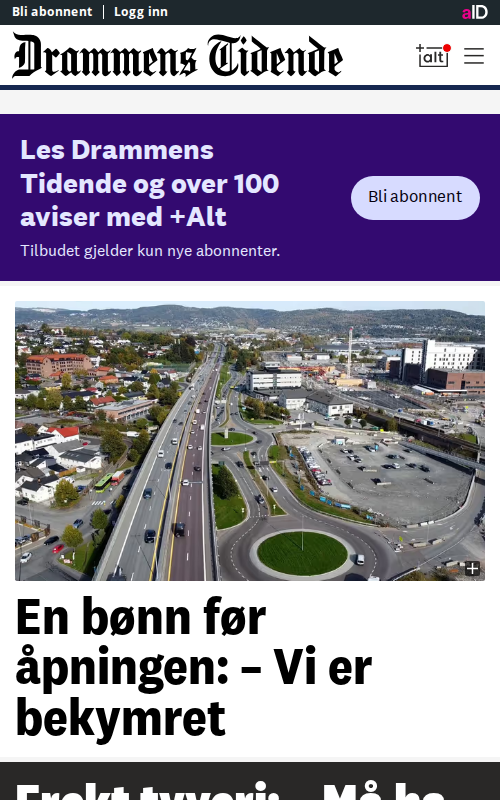 Bli abonnent
Logg inn
aID
Drammens Tidende
+alt
Les Drammens
Tidende og over 100
aviser med +Alt
Tilbudet gjelder kun nye abonnenter.
Bli abonnent
En bønn før
åpningen: – Vi er
bekymret